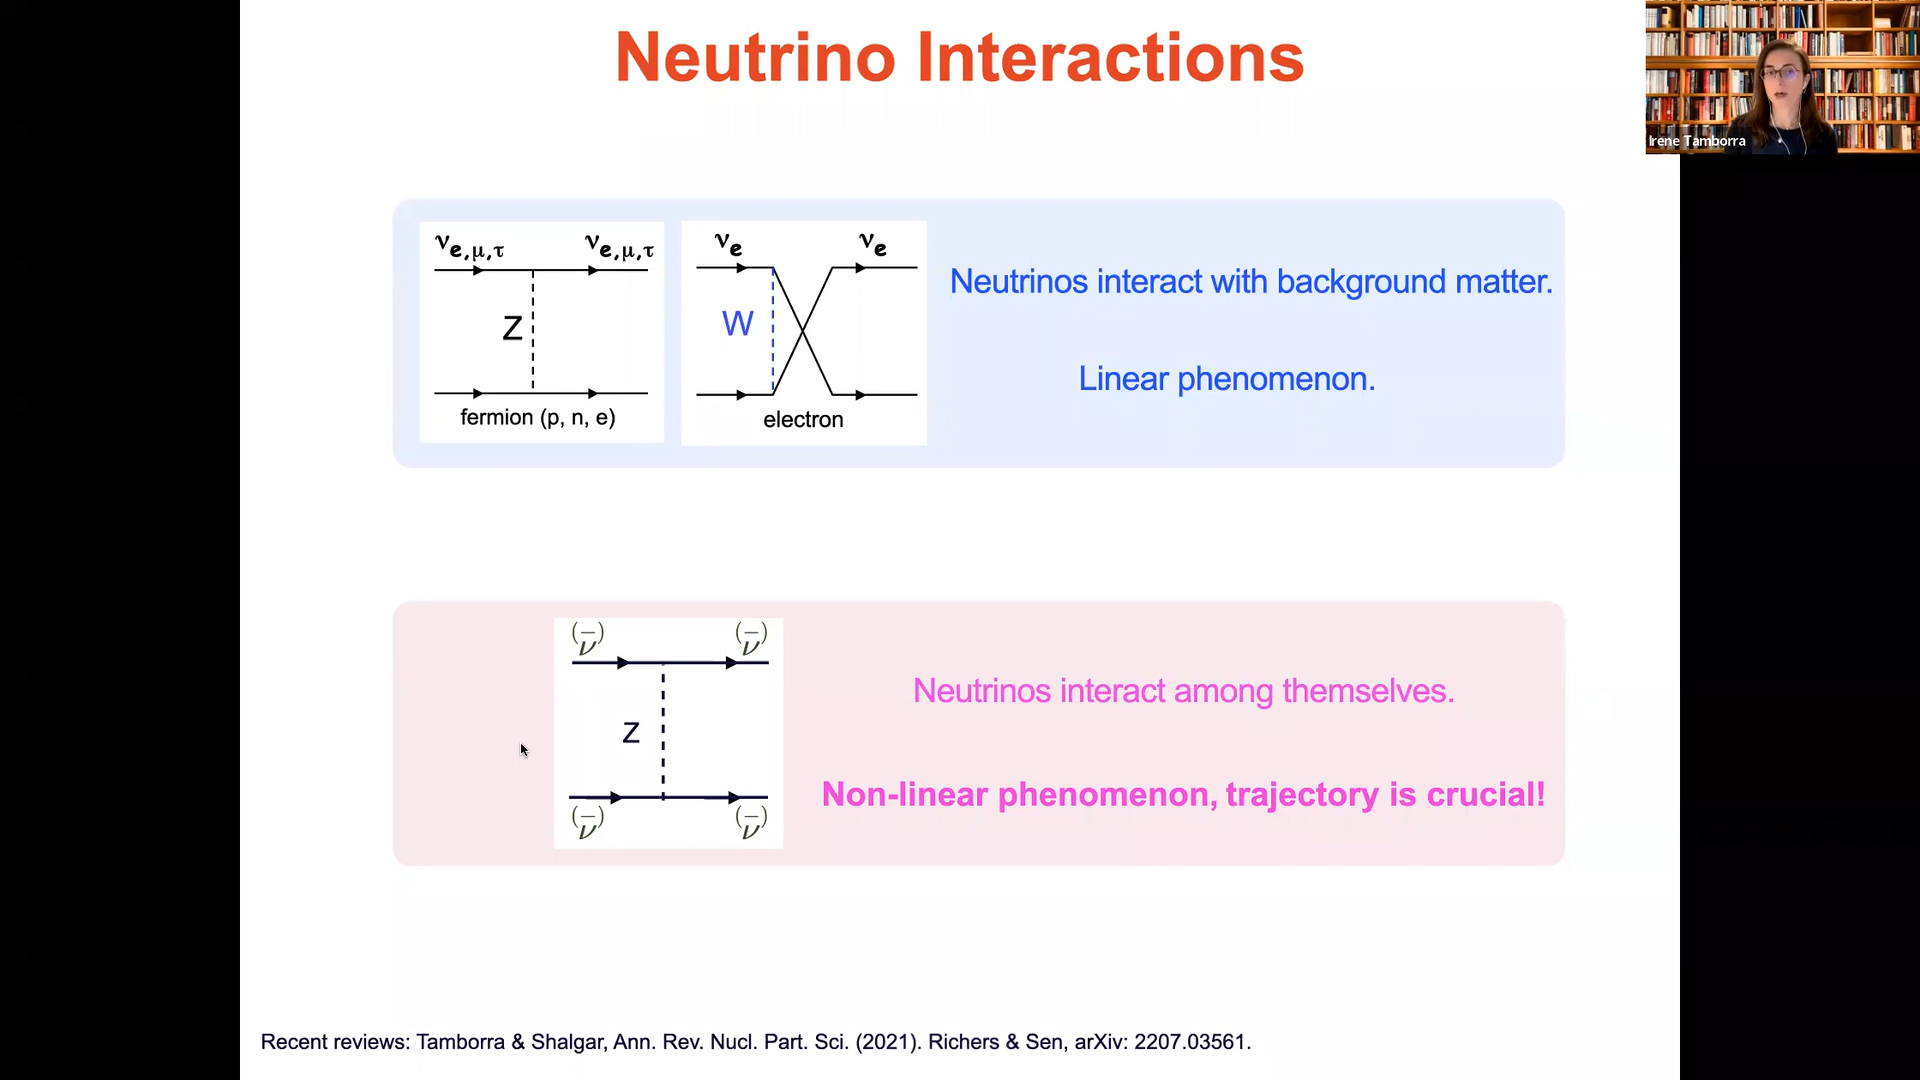 Neutrino Interactions
Irene Tamborra
νe,μ,τ νe,μ,τ
Z
fermion (p, n, e)
νe νe
W
electron
Neutrinos interact with background matter.
Linear phenomenon.
(ν̅) (ν̅)
Z
(ν̅) (ν̅)
Neutrinos interact among themselves.
Non-linear phenomenon, trajectory is crucial!
Recent reviews: Tamborra & Shalgar, Ann. Rev. Nucl. Part. Sci. (2021). Richers & Sen, arXiv: 2207.03561.